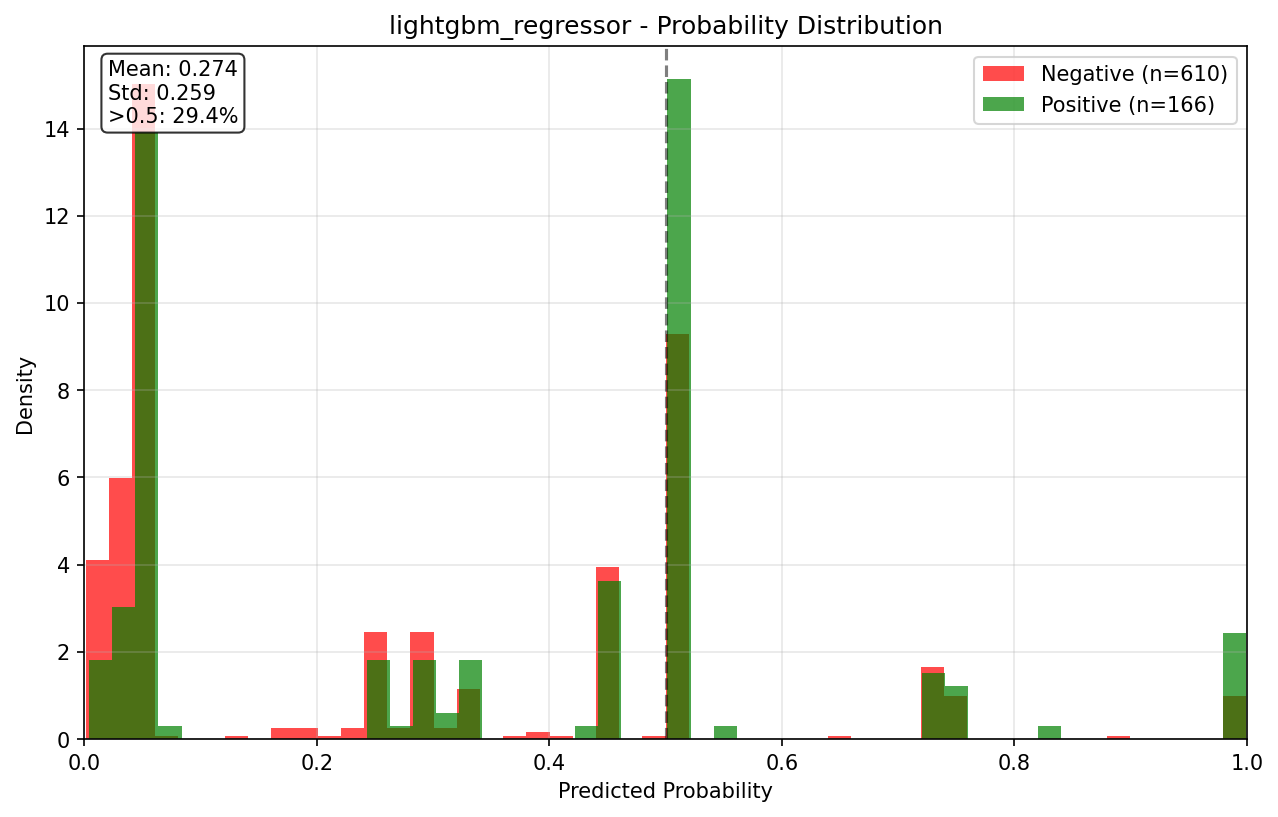 lightgbm_regressor - Probability Distribution
Mean: 0.274
Std: 0.259
>0.5: 29.4%
Negative (n=610)
Positive (n=166)
14
12
10
8
6
4
2
0
Density
0.0 0.2 0.4 0.6 0.8 1.0
Predicted Probability